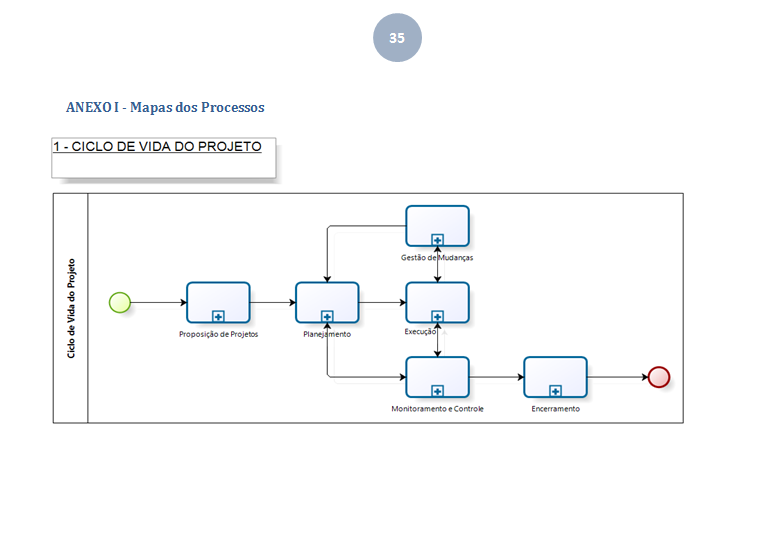 35
ANEXO I - Mapas dos Processos
1 - CICLO DE VIDA DO PROJETO
Ciclo de Vida do Projeto
Gestão de Mudanças
Proposição de Projetos
Planejamento
Execução
Monitoramento e Controle
Encerramento